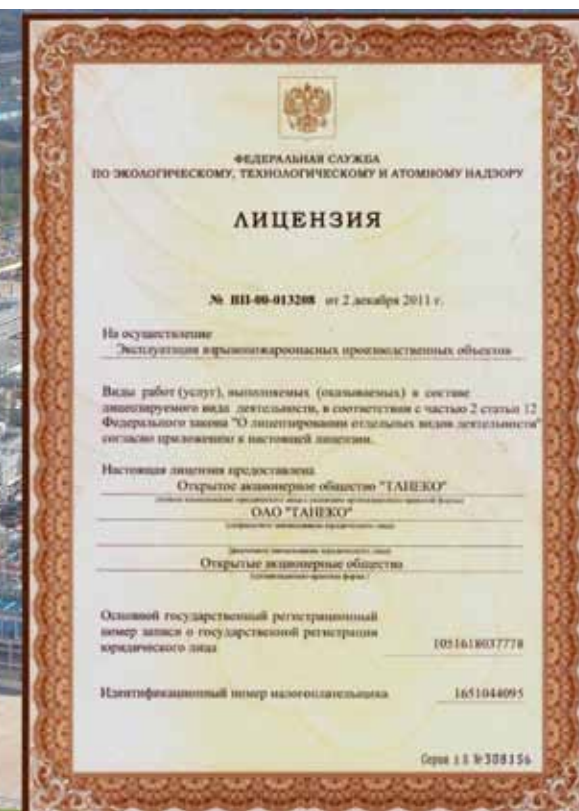 ФЕДЕРАЛЬНАЯ СЛУЖБА
ПО ЭКОЛОГИЧЕСКОМУ, ТЕХНОЛОГИЧЕСКОМУ И АТОМНОМУ НАДЗОРУ
ЛИЦЕНЗИЯ
№ ВП-00-013208 от 2 декабря 2011 г.
На осуществление
Эксплуатация взрывопожароопасных производственных объектов
Виды работ (услуг), выполняемых (оказываемых) в составе
лицензируемого вида деятельности, в соответствии с частью 2 статьи 12
Федерального закона "О лицензировании отдельных видов деятельности"
согласно приложению к настоящей лицензии.
Настоящая лицензия предоставлена
Открытое акционерное общество "ТАНЕКО"
ОАО "ТАНЕКО"
Открытые акционерные общества
Основной государственный регистрационный
номер записи о государственной регистрации
юридического лица 1051618037778
Идентификационный номер налогоплательщика 1651044095
Серия № 308156